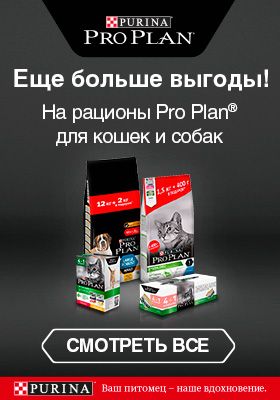 PURINA
PRO PLAN
Еще больше выгоды!
На рационы Pro Plan®
для кошек и собак
12 кг + 2 кг
1,5 кг + 400 г
PRO PLAN
PRO PLAN
СМОТРЕТЬ ВСЕ
PURINA Ваш питомец – наше вдохновение.